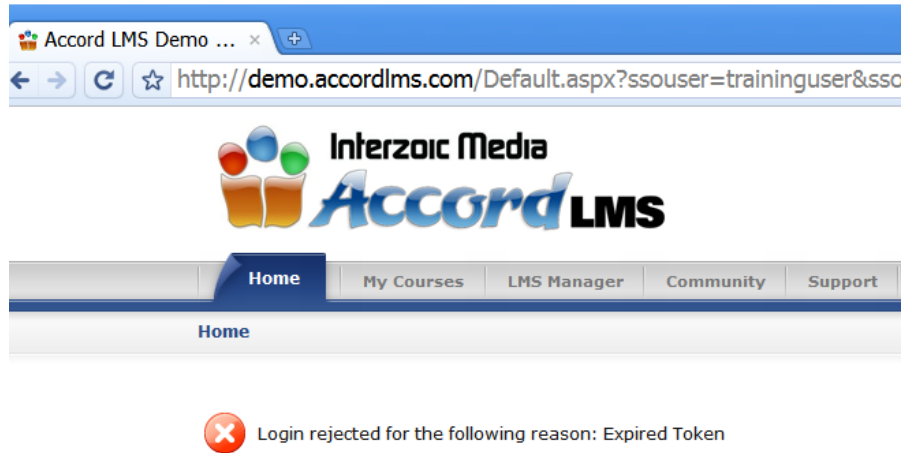 Accord LMS Demo ...
http://demo.accordlms.com/Default.aspx?ssouser=traininguser&sso
Interzoic Media
Accord LMS
Home My Courses LMS Manager Community Support
Home
Login rejected for the following reason: Expired Token